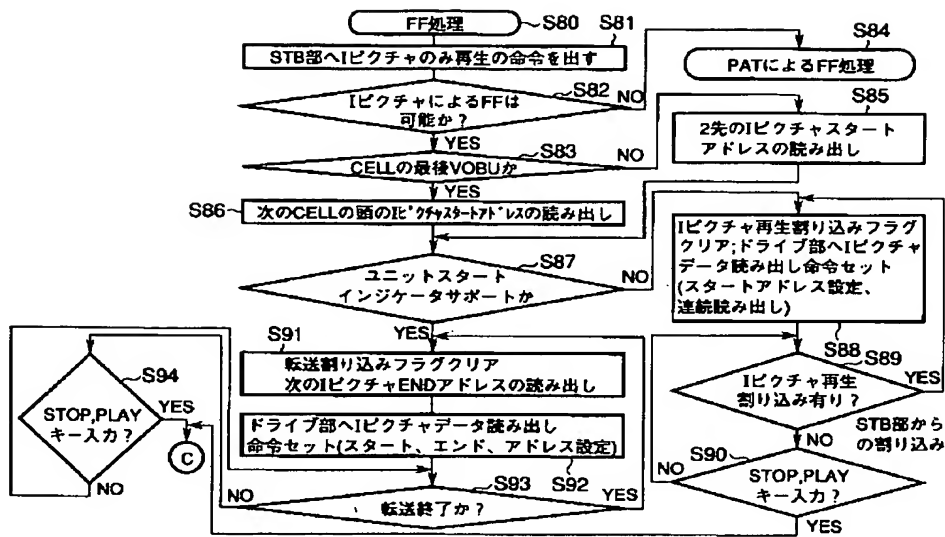 FF処理
S80
S81
STB部へIピクチャのみ再生の命令を出す
S84
PATによるFF処理
S82
IピクチャによるFFは
可能か?
NO
YES
S85
2先のIピクチャスタート
アドレスの読み出し
S83
CELLの最後VOBUか
NO
YES
S86
次のCELLの頭のIピクチャスタートアドレスの読み出し
S87
ユニットスタート
インジケータサポートか
NO
YES
Iピクチャ再生割り込みフラグ
クリア;ドライブ部へIピクチャ
データ読み出し命令セット
(スタートアドレス設定、
連続読み出し)
S88
S89
Iピクチャ再生
割り込み有り?
YES
NO
STB部から
の割り込み
S90
STOP,PLAY
キー入力?
NO
YES
S91
転送割り込みフラグクリア
次のIピクチャENDアドレスの読み出し
ドライブ部へIピクチャデータ読み出し
命令セット(スタート、エンド、アドレス設定)
S92
S93
転送終了か?
NO
YES
S94
STOP,PLAY
キー入力?
YES
NO
C